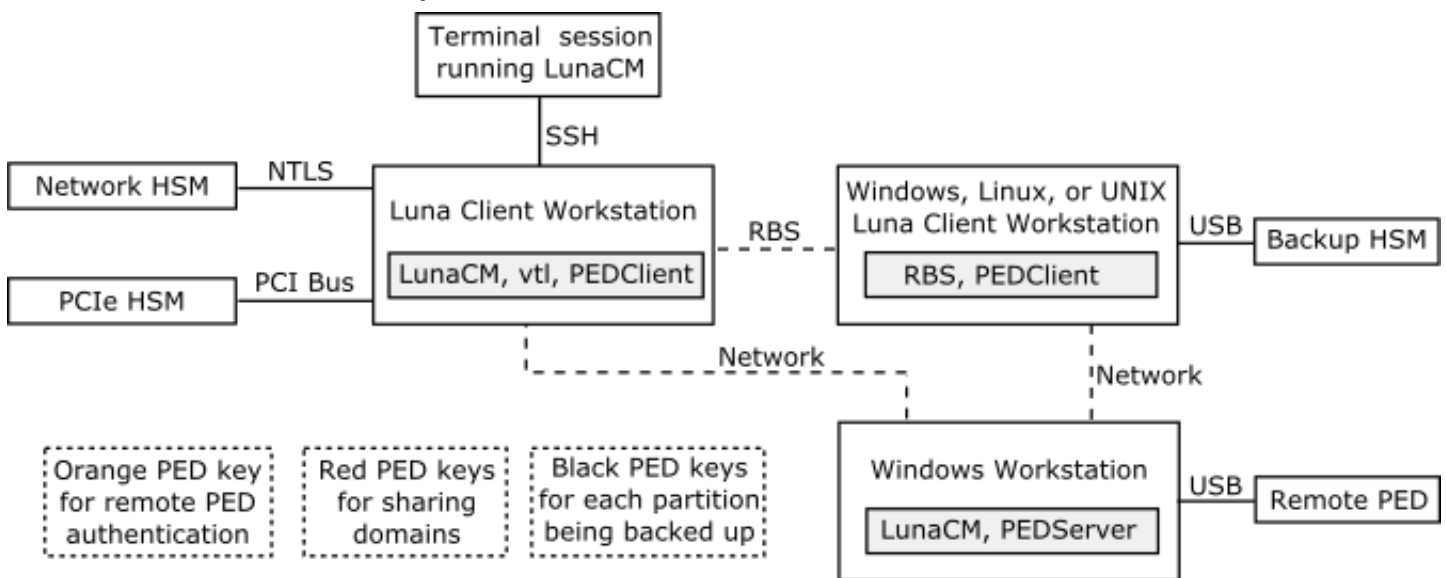 Terminal session
running LunaCM
SSH
Network HSM
NTLS
PCIe HSM
PCI Bus
Luna Client Workstation
LunaCM, vtl, PEDClient
RBS
Windows, Linux, or UNIX
Luna Client Workstation
RBS, PEDClient
USB
Backup HSM
Network
Network
Windows Workstation
LunaCM, PEDServer
USB
Remote PED
Orange PED key
for remote PED
authentication
Red PED keys
for sharing
domains
Black PED keys
for each partition
being backed up